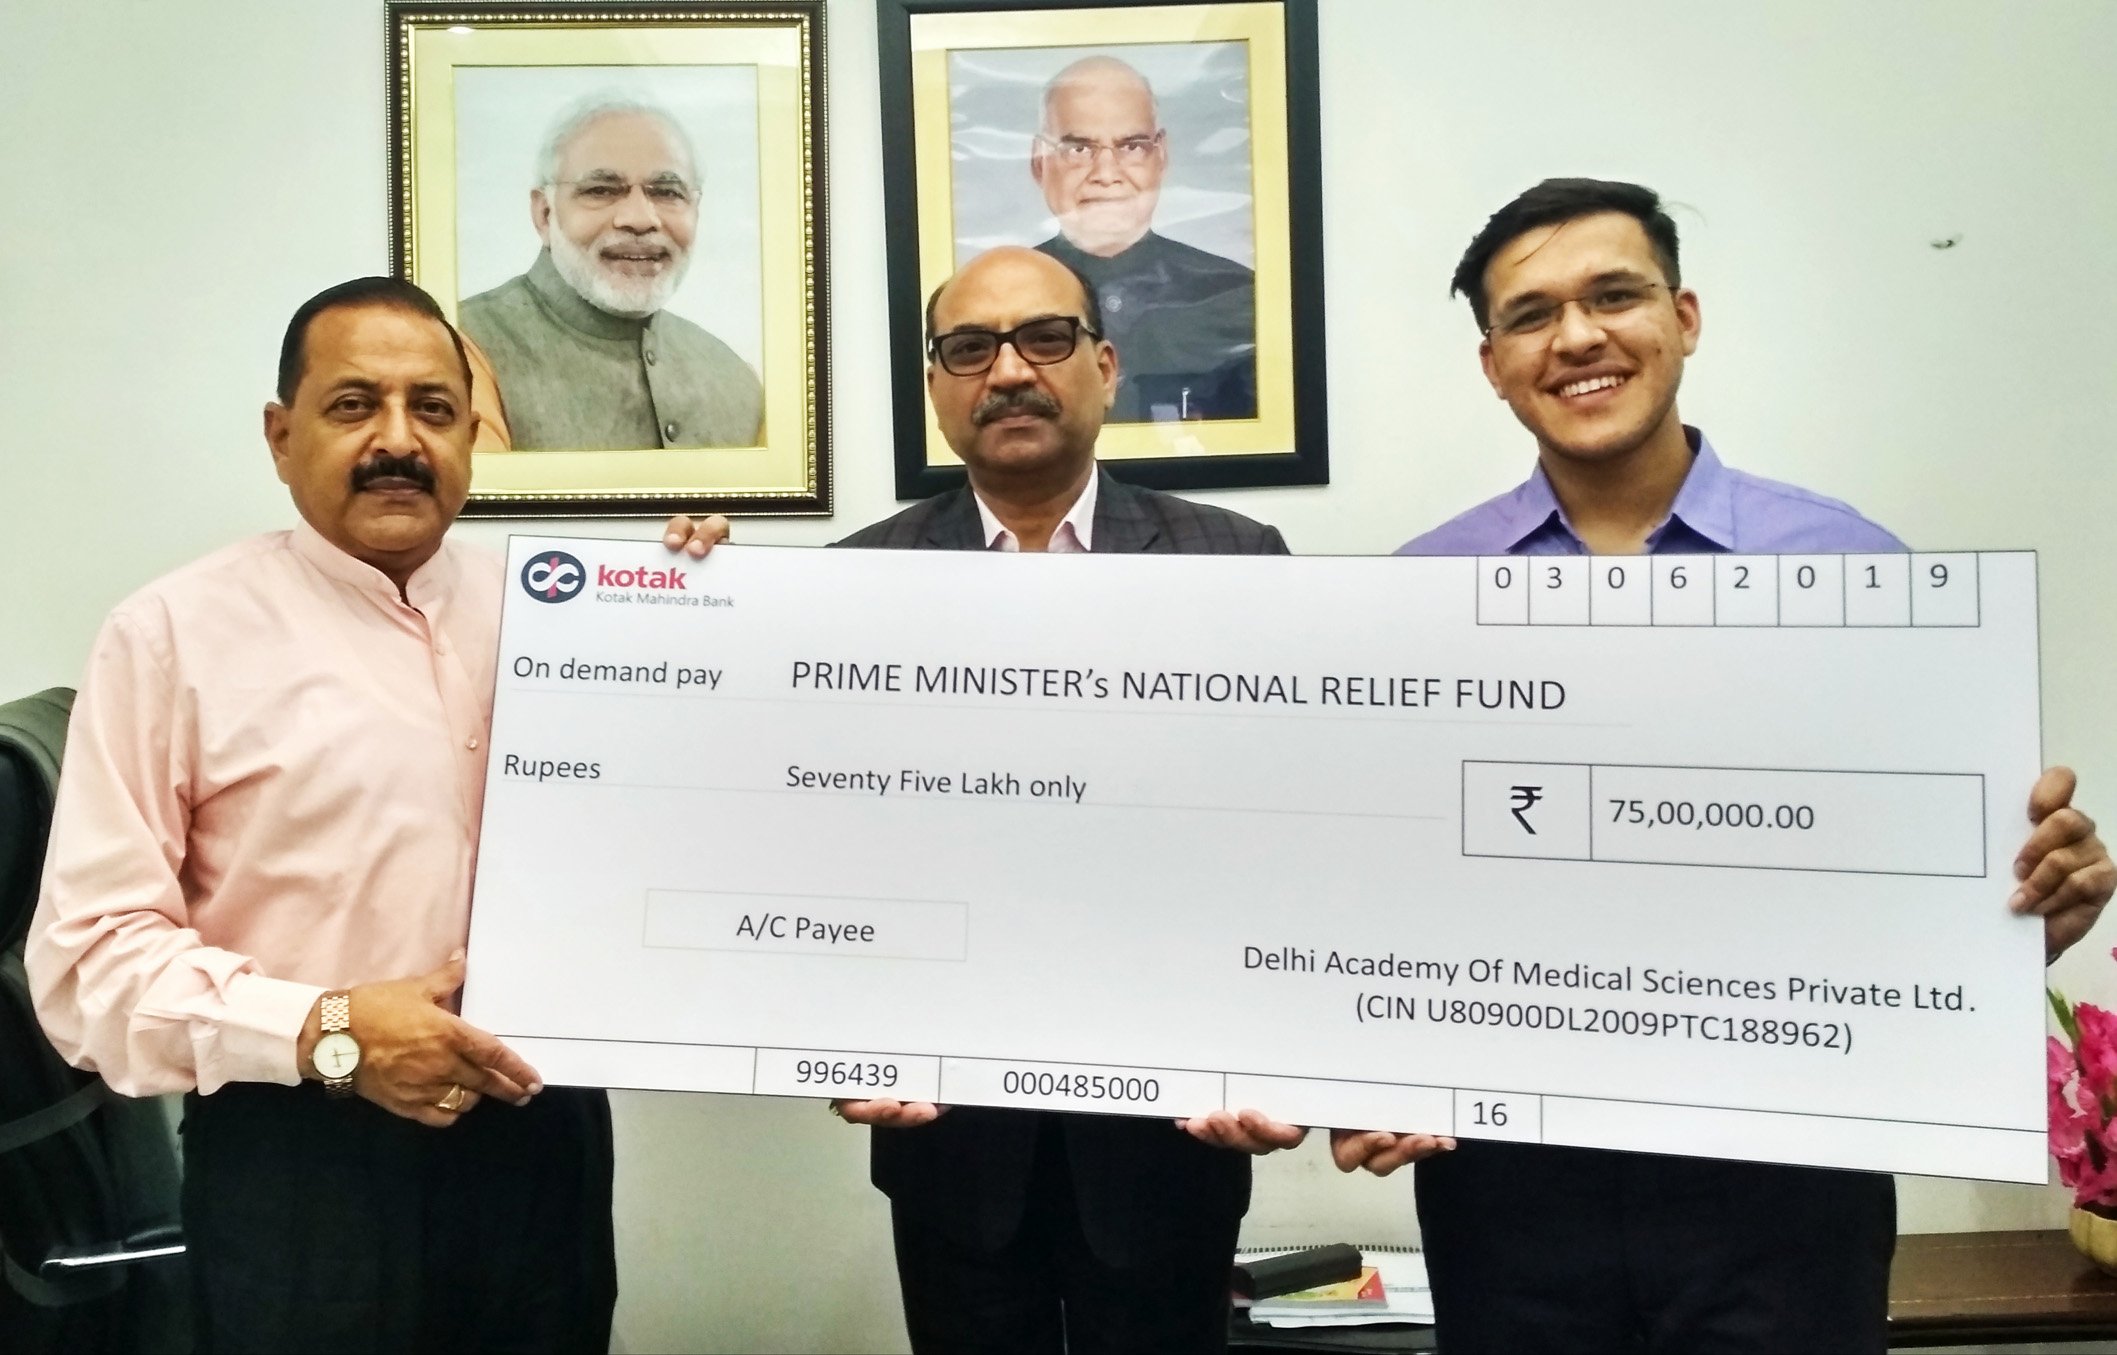 kotak
Kotak Mahindra Bank
0 3 0 6 2 0 1 9
On demand pay PRIME MINISTER's NATIONAL RELIEF FUND
Rupees Seventy Five Lakh only
₹ 75,00,000.00
A/C Payee
Delhi Academy Of Medical Sciences Private Ltd.
(CIN U80900DL2009PTC188962)
996439 000485000 16